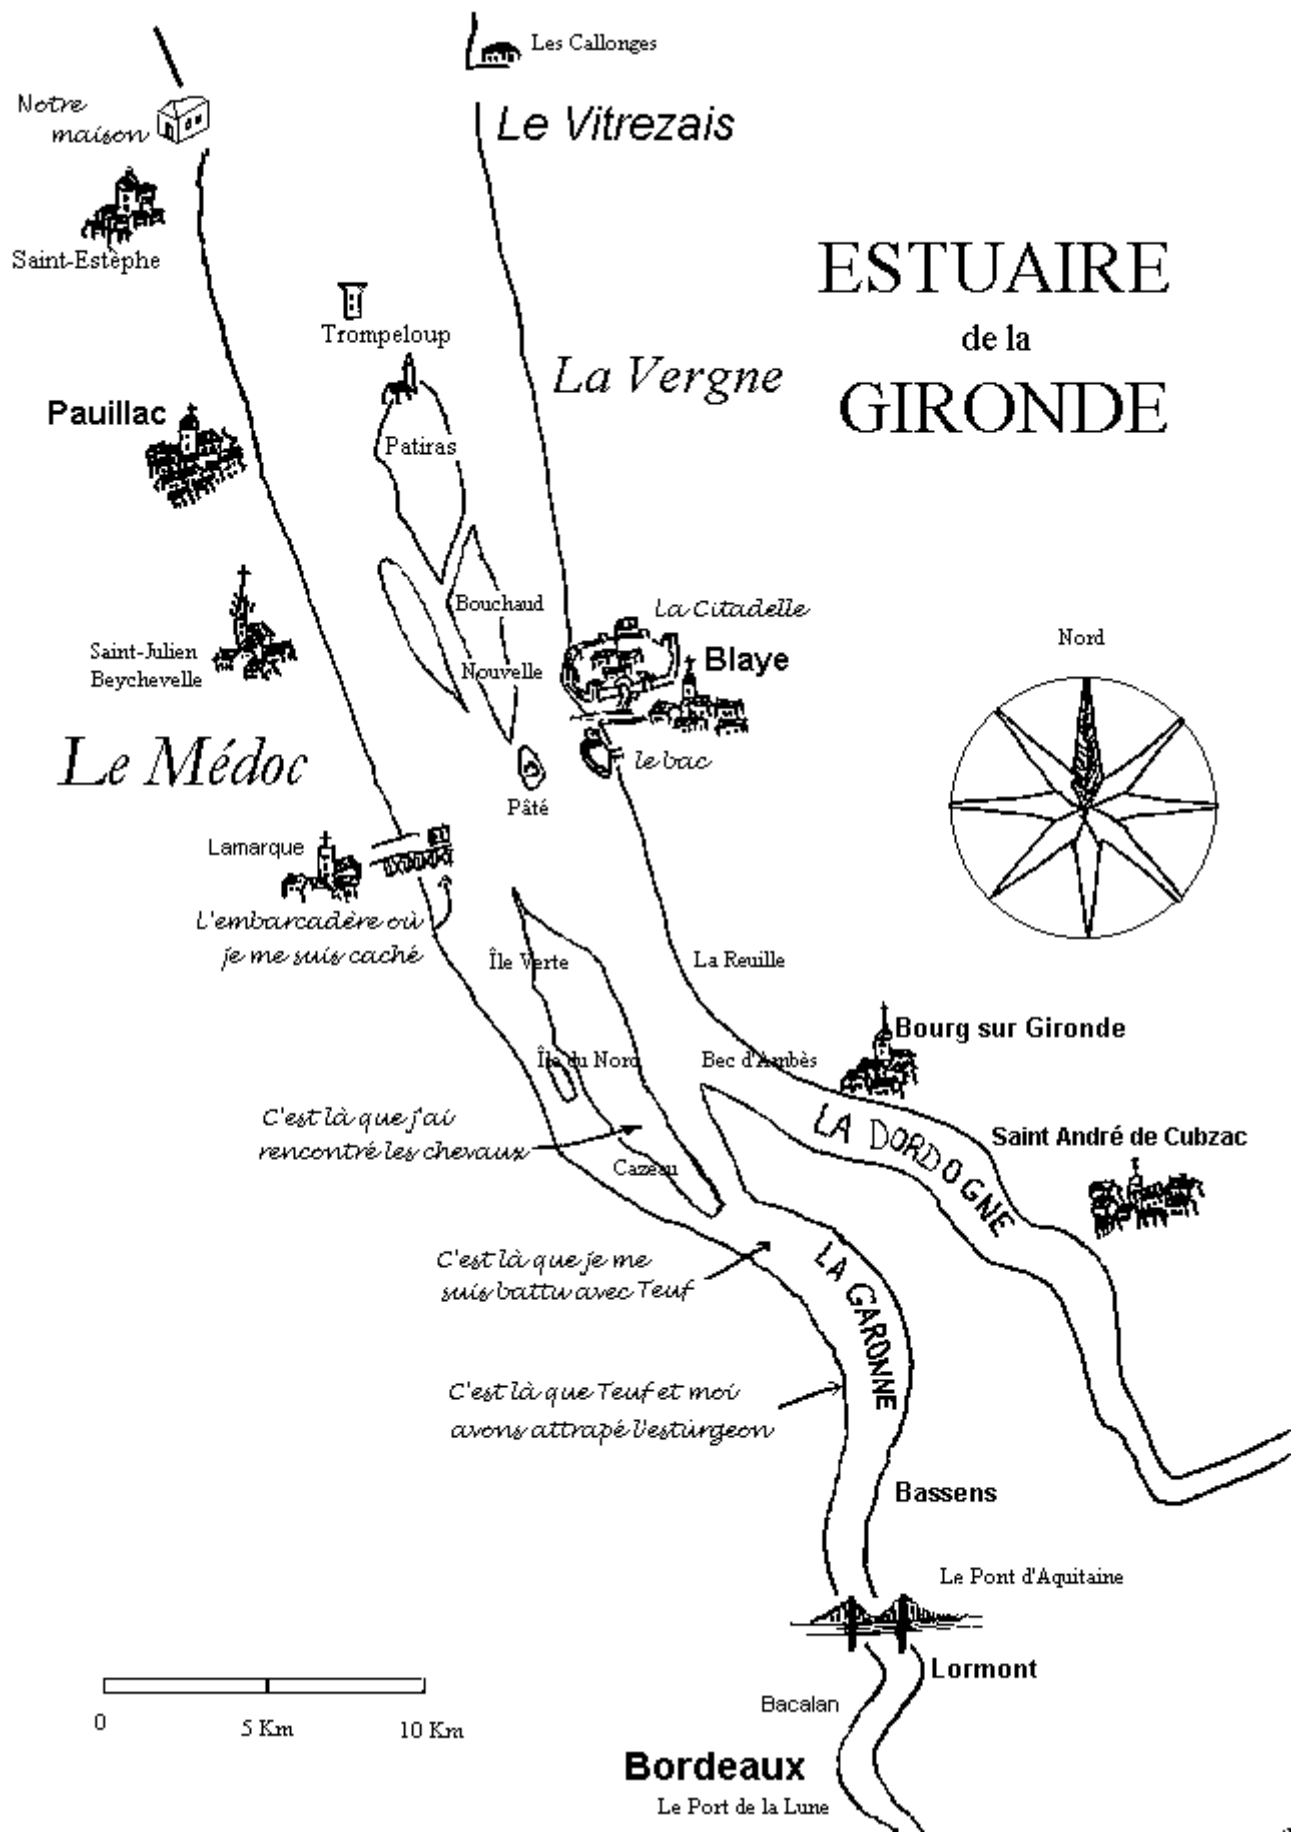 Les Callonges
Notre
maison
Le Vitrezais
Saint-Estèphe
ESTUAIRE
de la
GIRONDE
Trompeloup
La Vergne
Pauillac
Patiras
Bouchaud
La Citadelle
Nord
Saint-Julien
Beychevelle
Nouvelle
Blaye
Le Médoc
le bac
Pâté
Lamarque
L'embarcadère où
je me suis caché
Île Verte
La Reuille
Bourg sur Gironde
Île du Nord
Bec d'Ambès
C'est là que j'ai
rencontré les chevaux
LA DORDOGNE
Saint André de Cubzac
Cazeau
C'est là que je me
suis battu avec Teuf
LA GARONNE
C'est là que Teuf et moi
avons attrapé l'esturgeon
Bassens
Le Pont d'Aquitaine
Lormont
0 5 Km 10 Km
Bacalan
Bordeaux
Le Port de la Lune